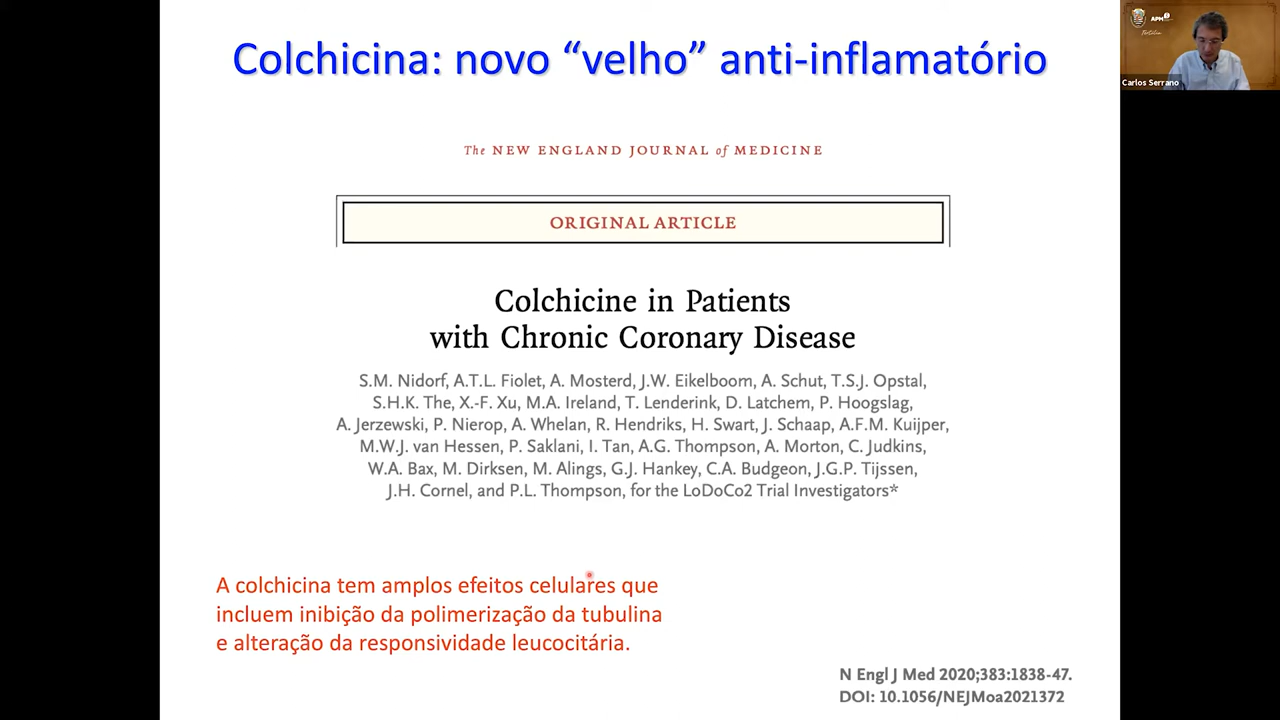 Colchicina: novo “velho” anti-inflamatório
The NEW ENGLAND JOURNAL of MEDICINE
ORIGINAL ARTICLE
Colchicine in Patients
with Chronic Coronary Disease
S.M. Nidorf, A.T.L. Fiolet, A. Mosterd, J.W. Eikelboom, A. Schut, T.S.J. Opstal,
S.H.K. The, X.-F. Xu, M.A. Ireland, T. Lenderink, D. Latchem, P. Hoogslag,
A. Jerzewski, P. Nierop, A. Whelan, R. Hendriks, H. Swart, J. Schaap, A.F.M. Kuijper,
M.W.J. van Hessen, P. Saklani, I. Tan, A.G. Thompson, A. Morton, C. Judkins,
W.A. Bax, M. Dirksen, M. Alings, G.J. Hankey, C.A. Budgeon, J.G.P. Tijssen,
J.H. Cornel, and P.L. Thompson, for the LoDoCo2 Trial Investigators*
A colchicina tem amplos efeitos celulares que
incluem inibição da polimerização da tubulina
e alteração da responsividade leucocitária.
N Engl J Med 2020;383:1838-47.
DOI: 10.1056/NEJMoa2021372
APM
Carlos Serrano